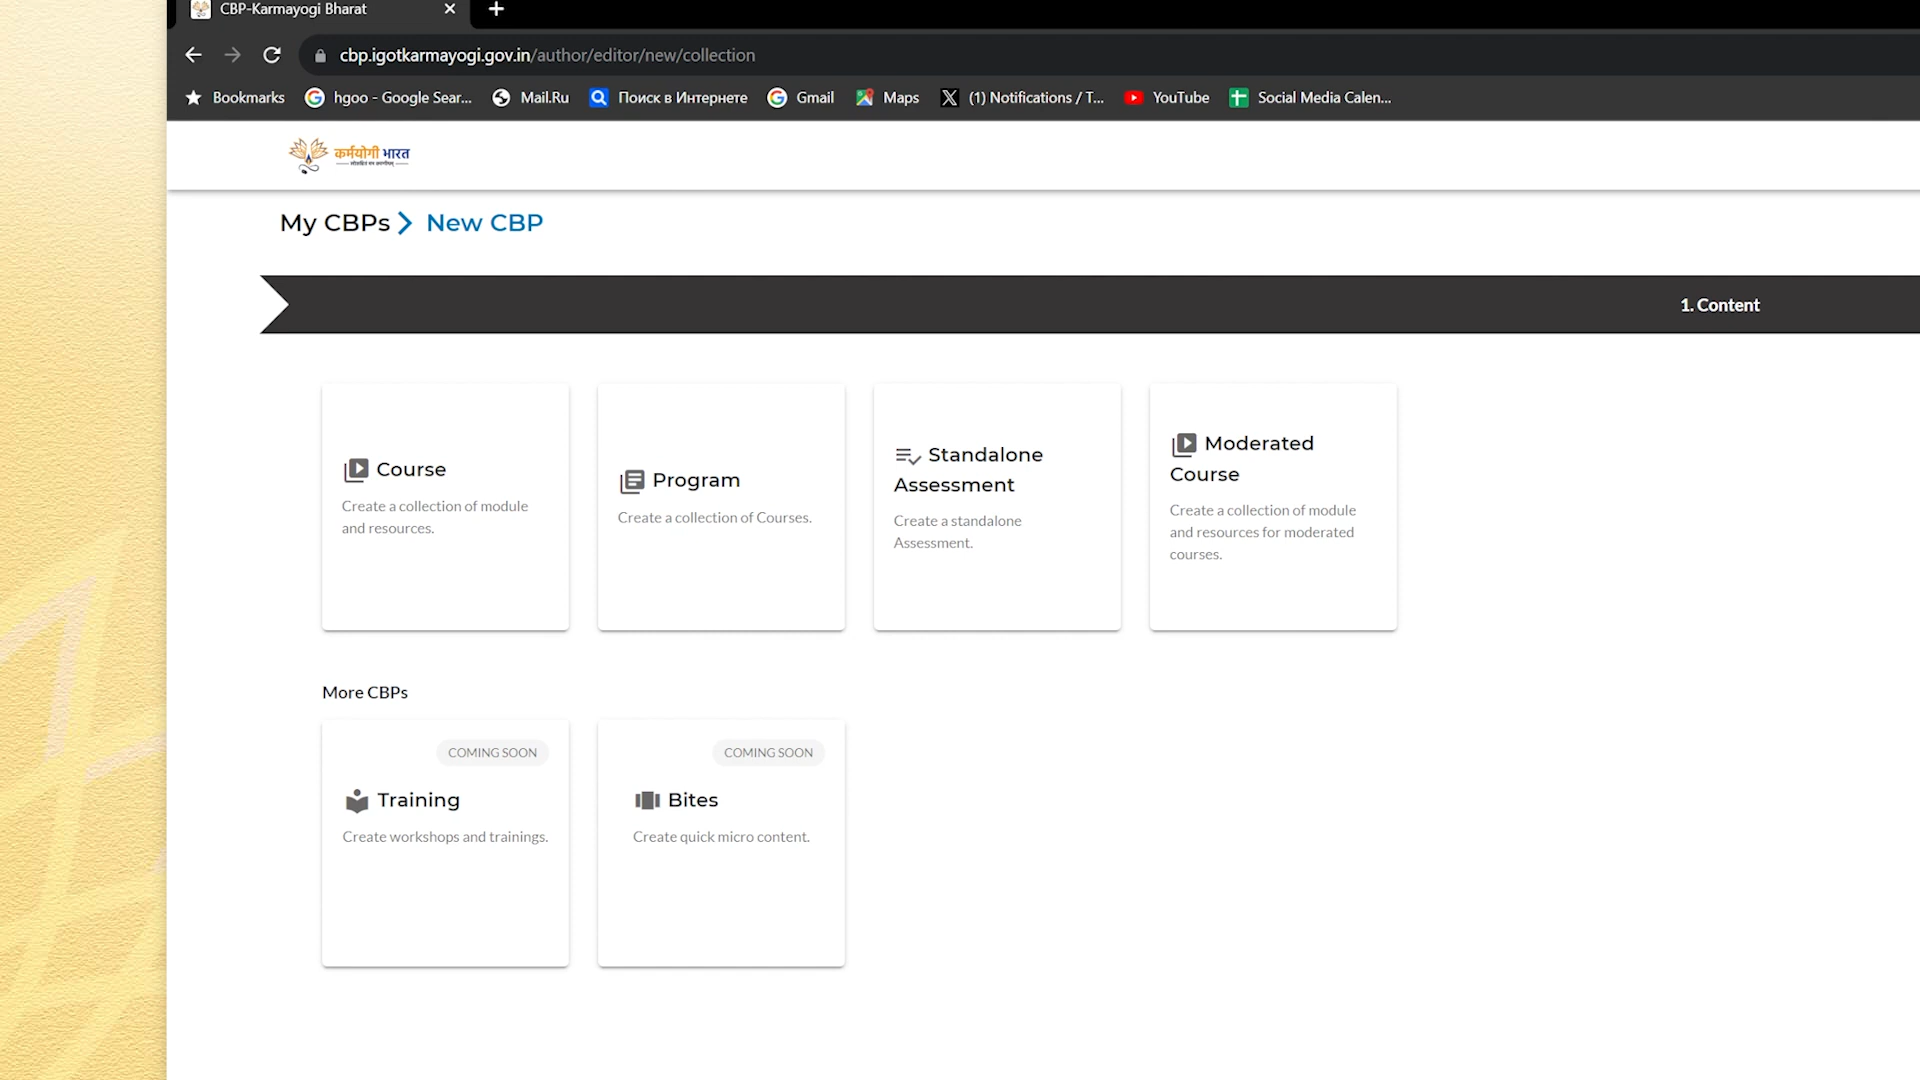 CBP-Karmayogi Bharat
cbp.igotkarmayogi.gov.in/author/editor/new/collection
Bookmarks hgoo - Google Sear... Mail.Ru Поиск в Интернете Gmail Maps (1) Notifications / T... YouTube Social Media Calen...
कर्मयोगी भारत
My CBPs New CBP
1. Content
Course
Create a collection of module
and resources.
Program
Create a collection of Courses.
Standalone
Assessment
Create a standalone
Assessment.
Moderated
Course
Create a collection of module
and resources for moderated
courses.
More CBPs
COMING SOON
Training
Create workshops and trainings.
COMING SOON
Bites
Create quick micro content.